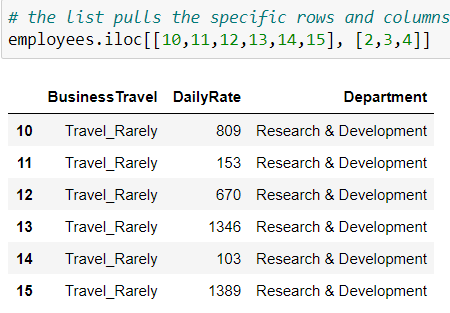 # the list pulls the specific rows and columns
employees.iloc[[10,11,12,13,14,15], [2,3,4]]
BusinessTravel DailyRate Department
10 Travel_Rarely 809 Research & Development
11 Travel_Rarely 153 Research & Development
12 Travel_Rarely 670 Research & Development
13 Travel_Rarely 1346 Research & Development
14 Travel_Rarely 103 Research & Development
15 Travel_Rarely 1389 Research & Development